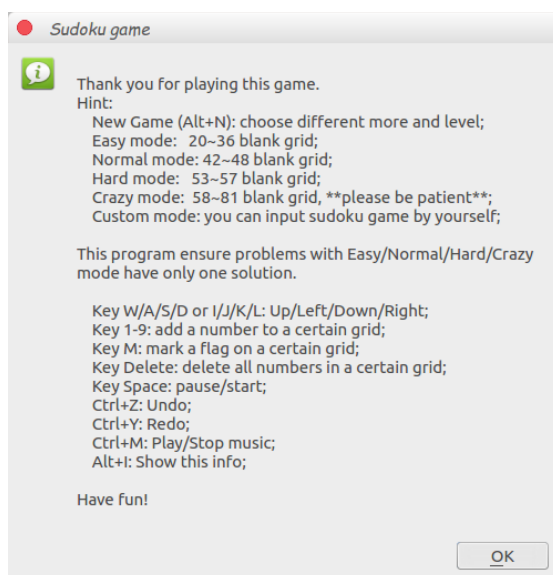 Sudoku game
Thank you for playing this game.
Hint:
New Game (Alt+N): choose different more and level;
Easy mode: 20~36 blank grid;
Normal mode: 42~48 blank grid;
Hard mode: 53~57 blank grid;
Crazy mode: 58~81 blank grid, **please be patient**;
Custom mode: you can input sudoku game by yourself;
This program ensure problems with Easy/Normal/Hard/Crazy
mode have only one solution.
Key W/A/S/D or I/J/K/L: Up/Left/Down/Right;
Key 1-9: add a number to a certain grid;
Key M: mark a flag on a certain grid;
Key Delete: delete all numbers in a certain grid;
Key Space: pause/start;
Ctrl+Z: Undo;
Ctrl+Y: Redo;
Ctrl+M: Play/Stop music;
Alt+I: Show this info;
Have fun!
OK